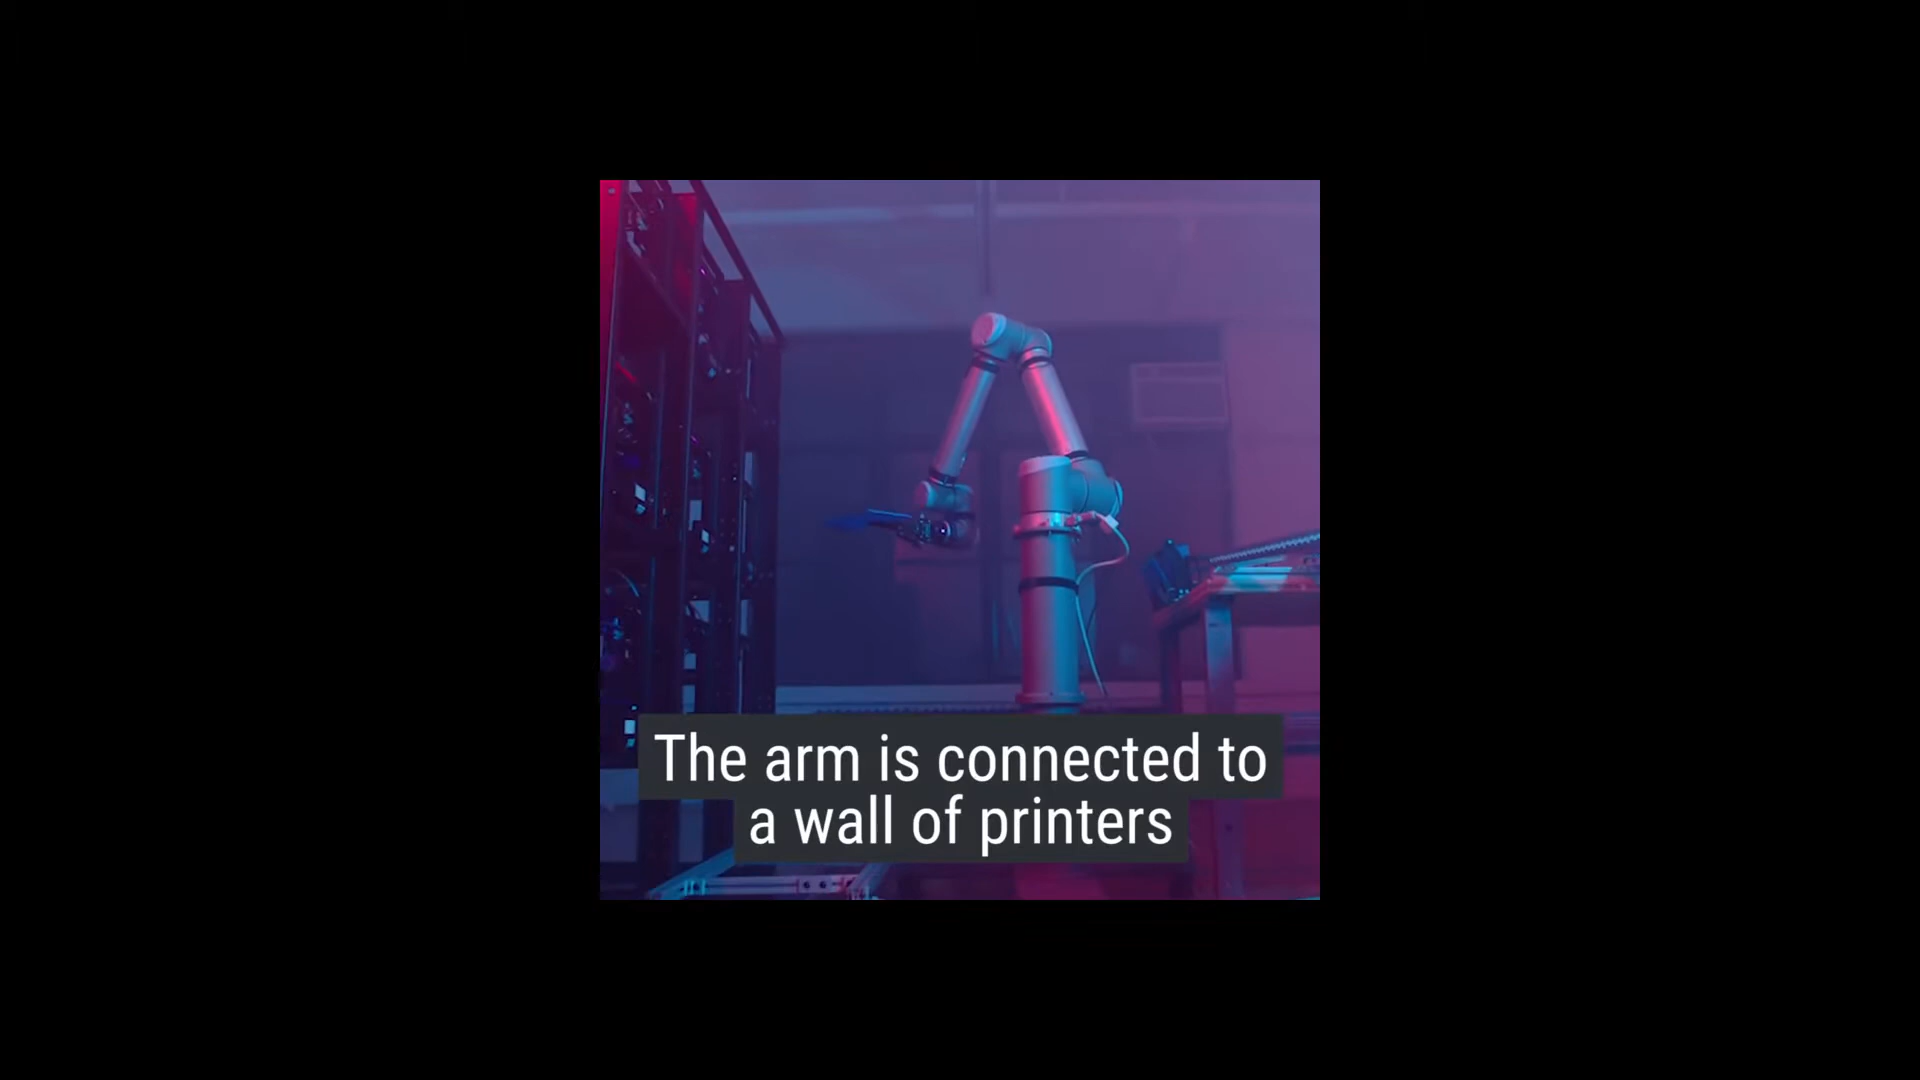 The arm is connected to
a wall of printers